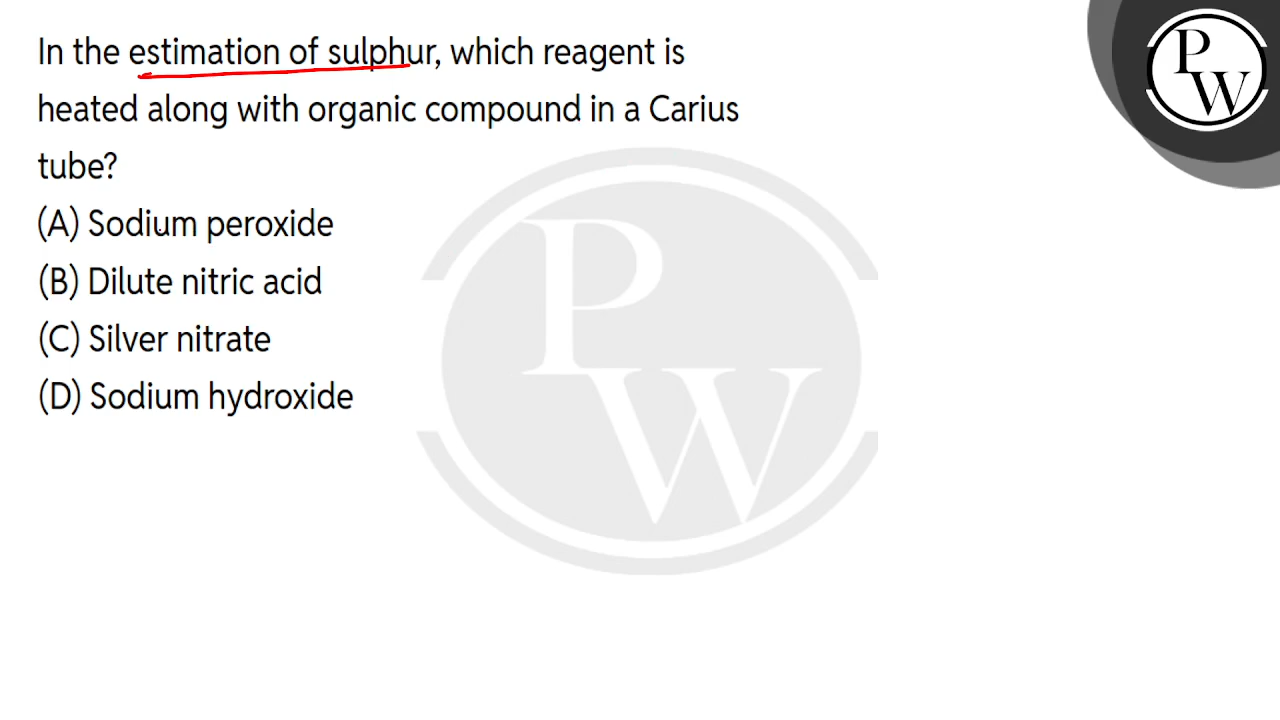 In the estimation of sulphur, which reagent is
heated along with organic compound in a Carius
tube?
(A) Sodium peroxide
(B) Dilute nitric acid
(C) Silver nitrate
(D) Sodium hydroxide
P
W
P
W